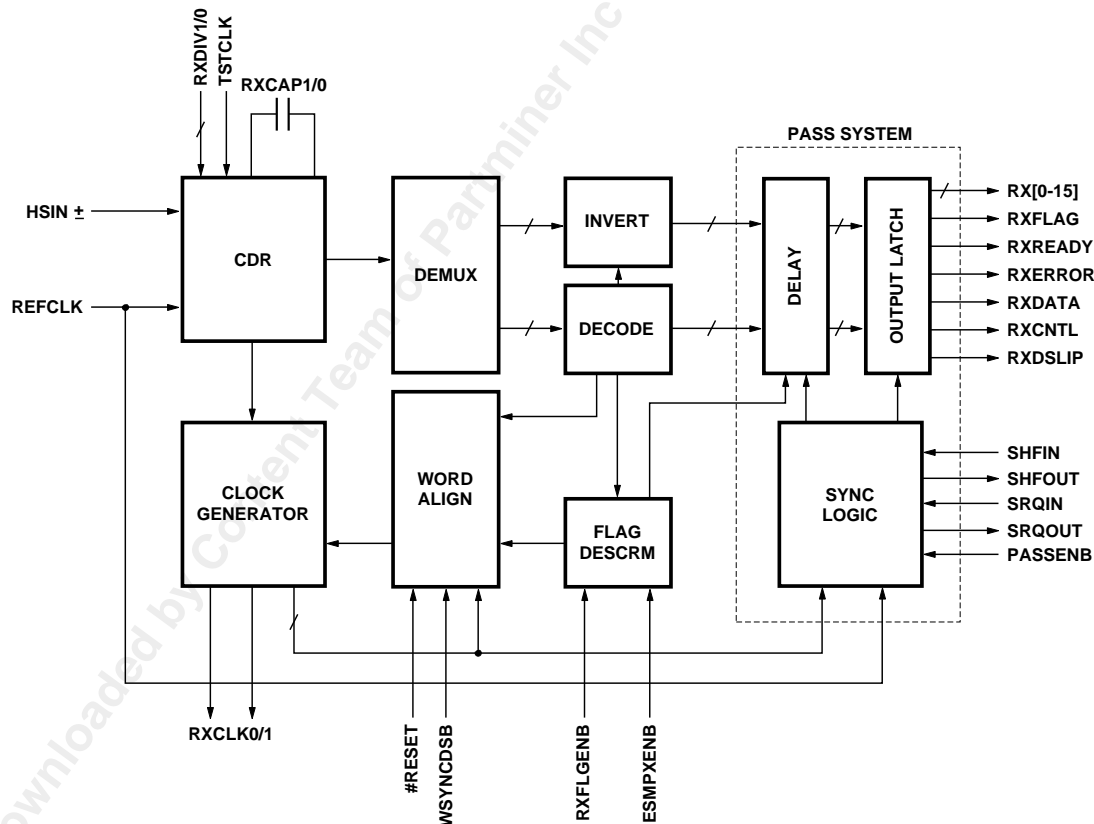 RXDIV1/0
TSTCLK
RXCAP1/0
PASS SYSTEM
HSIN ±
REFCLK
CDR
DEMUX
INVERT
DECODE
DELAY
OUTPUT LATCH
RX[0-15]
RXFLAG
RXREADY
RXERROR
RXDATA
RXCNTL
RXDSLIP
CLOCK
GENERATOR
WORD
ALIGN
FLAG
DESCRM
SYNC
LOGIC
SHFIN
SHFOUT
SRQIN
SRQOUT
PASSENB
RXCLK0/1
#RESET
WSYNCDSB
RXFLGENB
ESMPXENB
ownloaded by Content Team of Partminer Inc